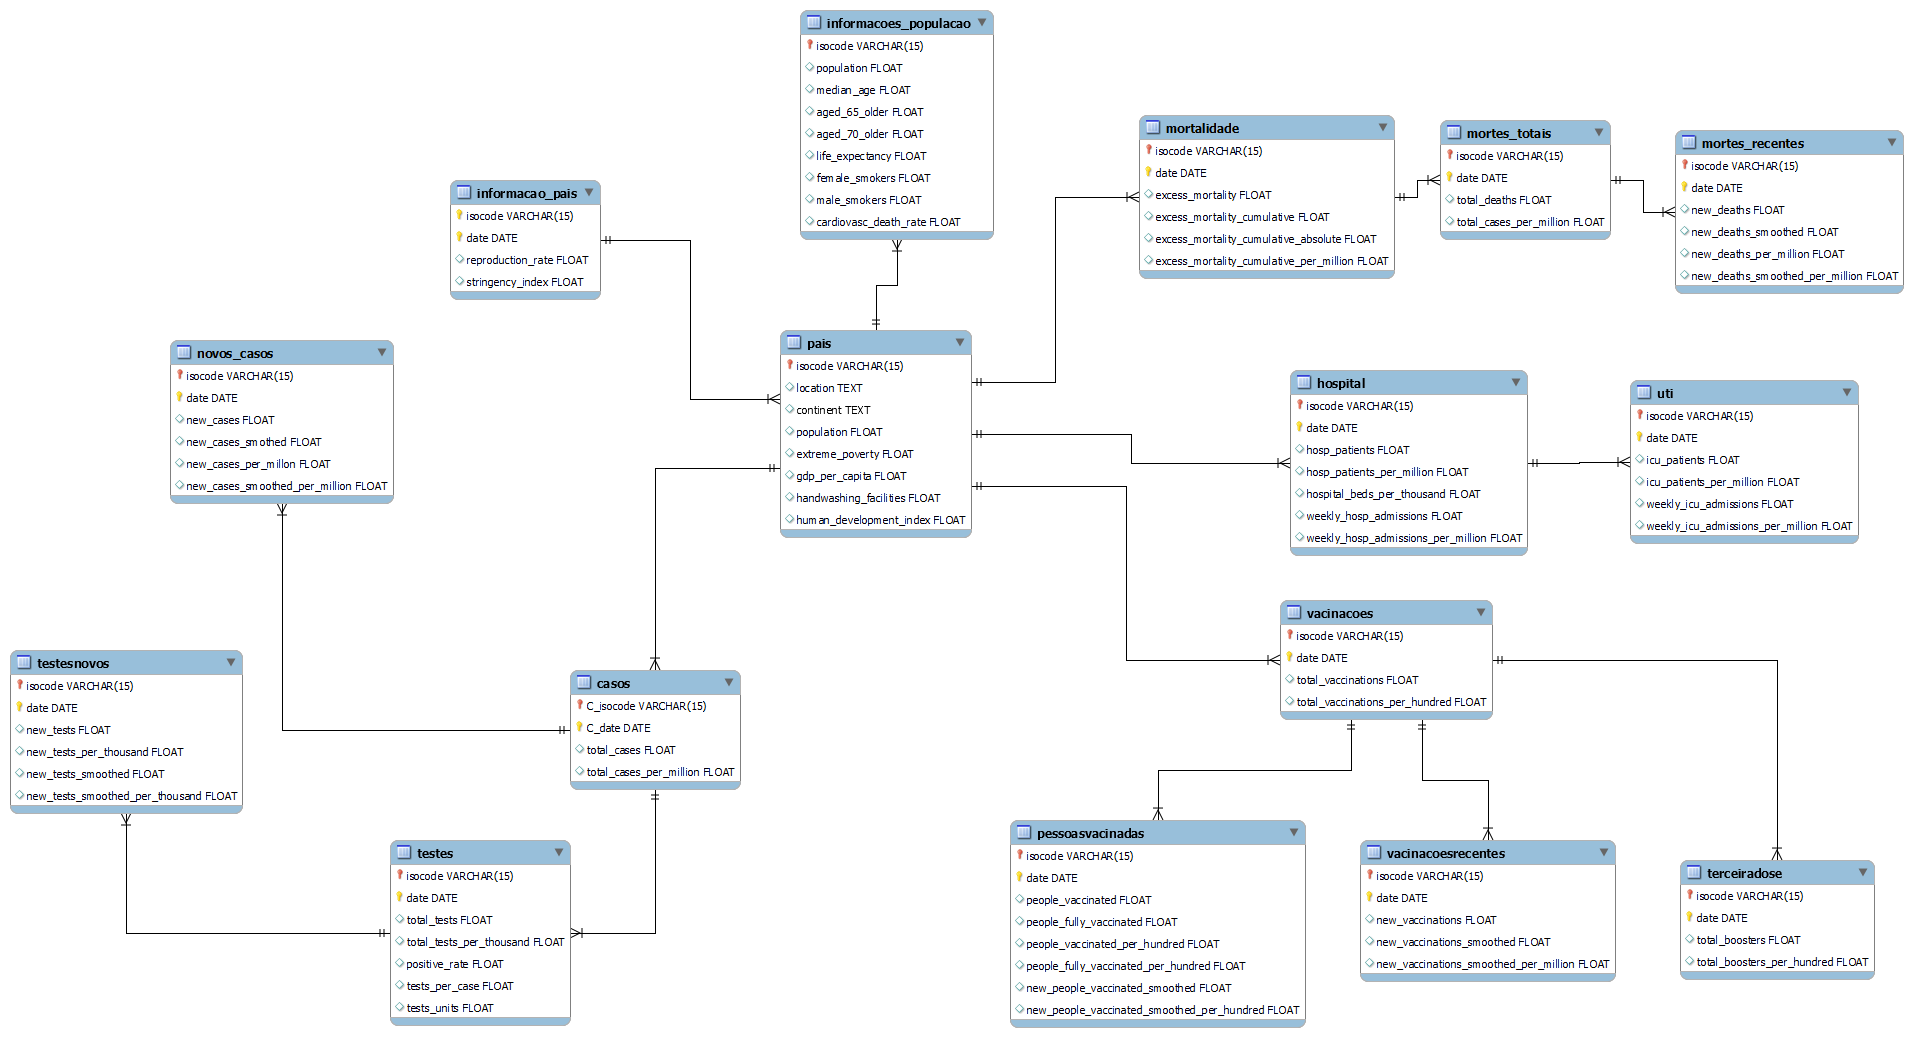 informacoes_populacao
isocode VARCHAR(15)
population FLOAT
median_age FLOAT
aged_65_older FLOAT
aged_70_older FLOAT
life_expectancy FLOAT
female_smokers FLOAT
male_smokers FLOAT
cardiovasc_death_rate FLOAT
mortalidade
isocode VARCHAR(15)
date DATE
excess_mortality FLOAT
excess_mortality_cumulative FLOAT
excess_mortality_cumulative_absolute FLOAT
excess_mortality_cumulative_per_million FLOAT
mortes_totais
isocode VARCHAR(15)
date DATE
total_deaths FLOAT
total_cases_per_million FLOAT
mortes_recentes
isocode VARCHAR(15)
date DATE
new_deaths FLOAT
new_deaths_smoothed FLOAT
new_deaths_per_million FLOAT
new_deaths_smoothed_per_million FLOAT
informacao_pais
isocode VARCHAR(15)
date DATE
reproduction_rate FLOAT
stringency_index FLOAT
pais
isocode VARCHAR(15)
location TEXT
continent TEXT
population FLOAT
extreme_poverty FLOAT
gdp_per_capita FLOAT
handwashing_facilities FLOAT
human_development_index FLOAT
novos_casos
isocode VARCHAR(15)
date DATE
new_cases FLOAT
new_cases_smothed FLOAT
new_cases_per_millon FLOAT
new_cases_smoothed_per_million FLOAT
hospital
isocode VARCHAR(15)
date DATE
hosp_patients FLOAT
hosp_patients_per_million FLOAT
hospital_beds_per_thousand FLOAT
weekly_hosp_admissions FLOAT
weekly_hosp_admissions_per_million FLOAT
uti
isocode VARCHAR(15)
date DATE
icu_patients FLOAT
icu_patients_per_million FLOAT
weekly_icu_admissions FLOAT
weekly_icu_admissions_per_million FLOAT
vacinacoes
isocode VARCHAR(15)
date DATE
total_vaccinations FLOAT
total_vaccinations_per_hundred FLOAT
testesnovos
isocode VARCHAR(15)
date DATE
new_tests FLOAT
new_tests_per_thousand FLOAT
new_tests_smoothed FLOAT
new_tests_smoothed_per_thousand FLOAT
casos
C_isocode VARCHAR(15)
C_date DATE
total_cases FLOAT
total_cases_per_million FLOAT
testes
isocode VARCHAR(15)
date DATE
total_tests FLOAT
total_tests_per_thousand FLOAT
positive_rate FLOAT
tests_per_case FLOAT
tests_units FLOAT
pessoasvacinadas
isocode VARCHAR(15)
date DATE
people_vaccinated FLOAT
people_fully_vaccinated FLOAT
people_vaccinated_per_hundred FLOAT
people_fully_vaccinated_per_hundred FLOAT
new_people_vaccinated_smoothed FLOAT
new_people_vaccinated_smoothed_per_hundred FLOAT
vacinacoesrecentes
isocode VARCHAR(15)
date DATE
new_vaccinations FLOAT
new_vaccinations_smoothed FLOAT
new_vaccinations_smoothed_per_million FLOAT
terceiradose
isocode VARCHAR(15)
date DATE
total_boosters FLOAT
total_boosters_per_hundred FLOAT